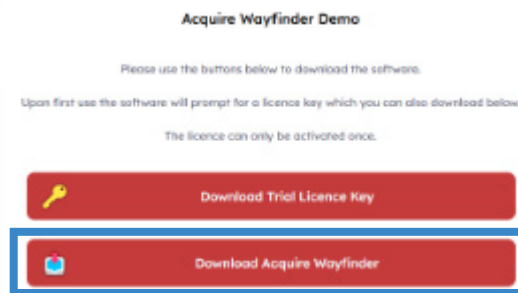 Acquire Wayfinder Demo
Please use the buttons below to download the software.
Upon first use the software will prompt for a licence key which you can also download below
The licence can only be activated once.
Download Trial Licence Key
Download Acquire Wayfinder